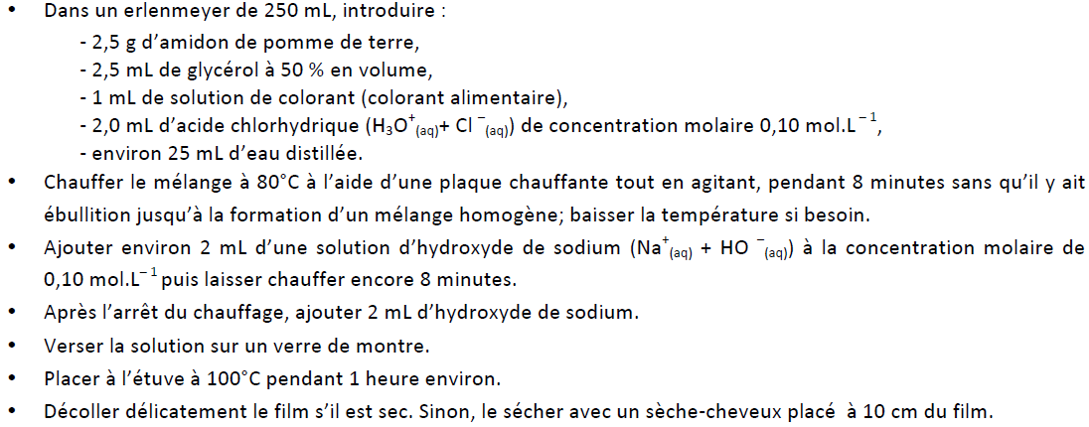 • Dans un erlenmeyer de 250 mL, introduire :
- 2,5 g d’amidon de pomme de terre,
- 2,5 mL de glycérol à 50 % en volume,
- 1 mL de solution de colorant (colorant alimentaire),
- 2,0 mL d’acide chlorhydrique (H₃O⁺(aq)+ Cl ⁻(aq)) de concentration molaire 0,10 mol.L⁻¹,
- environ 25 mL d’eau distillée.
• Chauffer le mélange à 80°C à l’aide d’une plaque chauffante tout en agitant, pendant 8 minutes sans qu’il y ait
ébullition jusqu’à la formation d’un mélange homogène; baisser la température si besoin.
• Ajouter environ 2 mL d’une solution d’hydroxyde de sodium (Na⁺(aq) + HO ⁻(aq)) à la concentration molaire de
0,10 mol.L⁻¹ puis laisser chauffer encore 8 minutes.
• Après l’arrêt du chauffage, ajouter 2 mL d’hydroxyde de sodium.
• Verser la solution sur un verre de montre.
• Placer à l’étuve à 100°C pendant 1 heure environ.
• Décoller délicatement le film s’il est sec. Sinon, le sécher avec un sèche-cheveux placé à 10 cm du film.